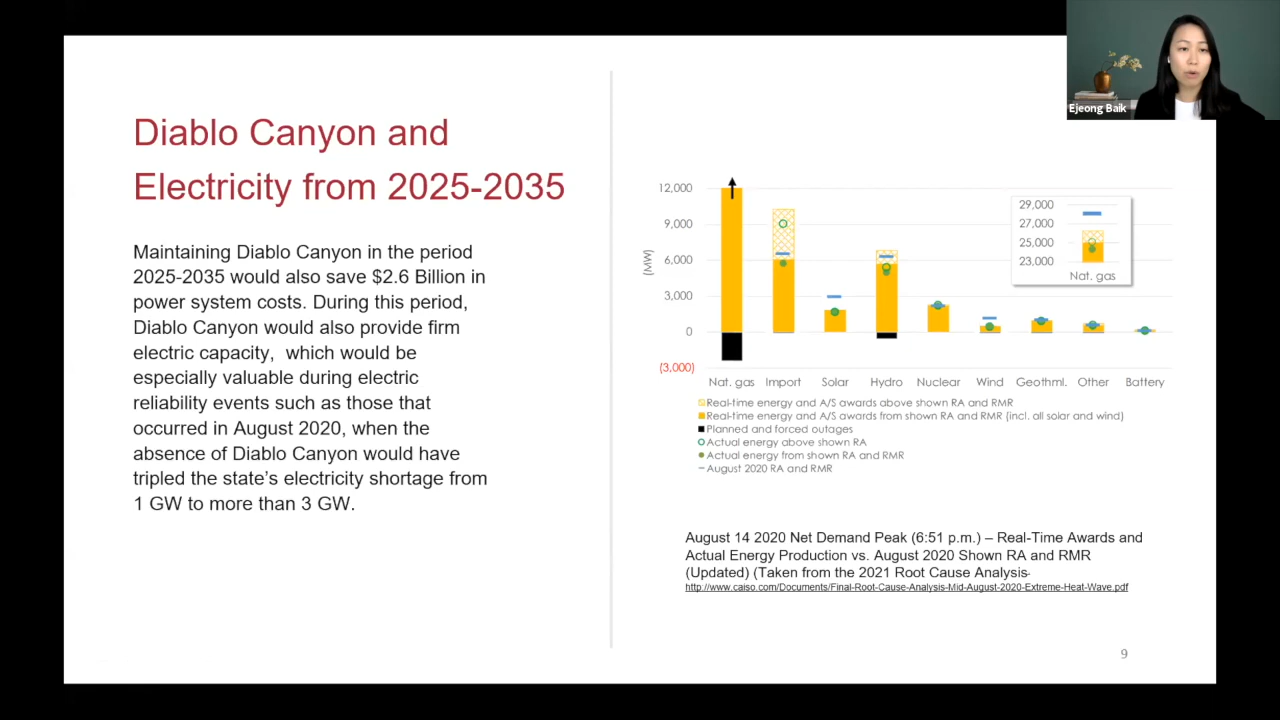 Ejeong Baik
Diablo Canyon and
Electricity from 2025-2035
Maintaining Diablo Canyon in the period
2025-2035 would also save $2.6 Billion in
power system costs. During this period,
Diablo Canyon would also provide firm
electric capacity,  which would be
especially valuable during electric
reliability events such as those that
occurred in August 2020, when the
absence of Diablo Canyon would have
tripled the state's electricity shortage from
1 GW to more than 3 GW.
12,000
9,000
6,000
3,000
0
(3,000)
(MW)
29,000
27,000
25,000
23,000
Nat. gas
Nat. gas Import Solar Hydro Nuclear Wind Geothml. Other Battery
Real-time energy and A/S awards above shown RA and RMR
Real-time energy and A/S awards from shown RA and RMR (incl. all solar and wind)
Planned and forced outages
Actual energy above shown RA
Actual energy from shown RA and RMR
August 2020 RA and RMR
August 14 2020 Net Demand Peak (6:51 p.m.) – Real-Time Awards and
Actual Energy Production vs. August 2020 Shown RA and RMR
(Updated) (Taken from the 2021 Root Cause Analysis-
http://www.caiso.com/Documents/Final-Root-Cause-Analysis-Mid-August-2020-Extreme-Heat-Wave.pdf
9